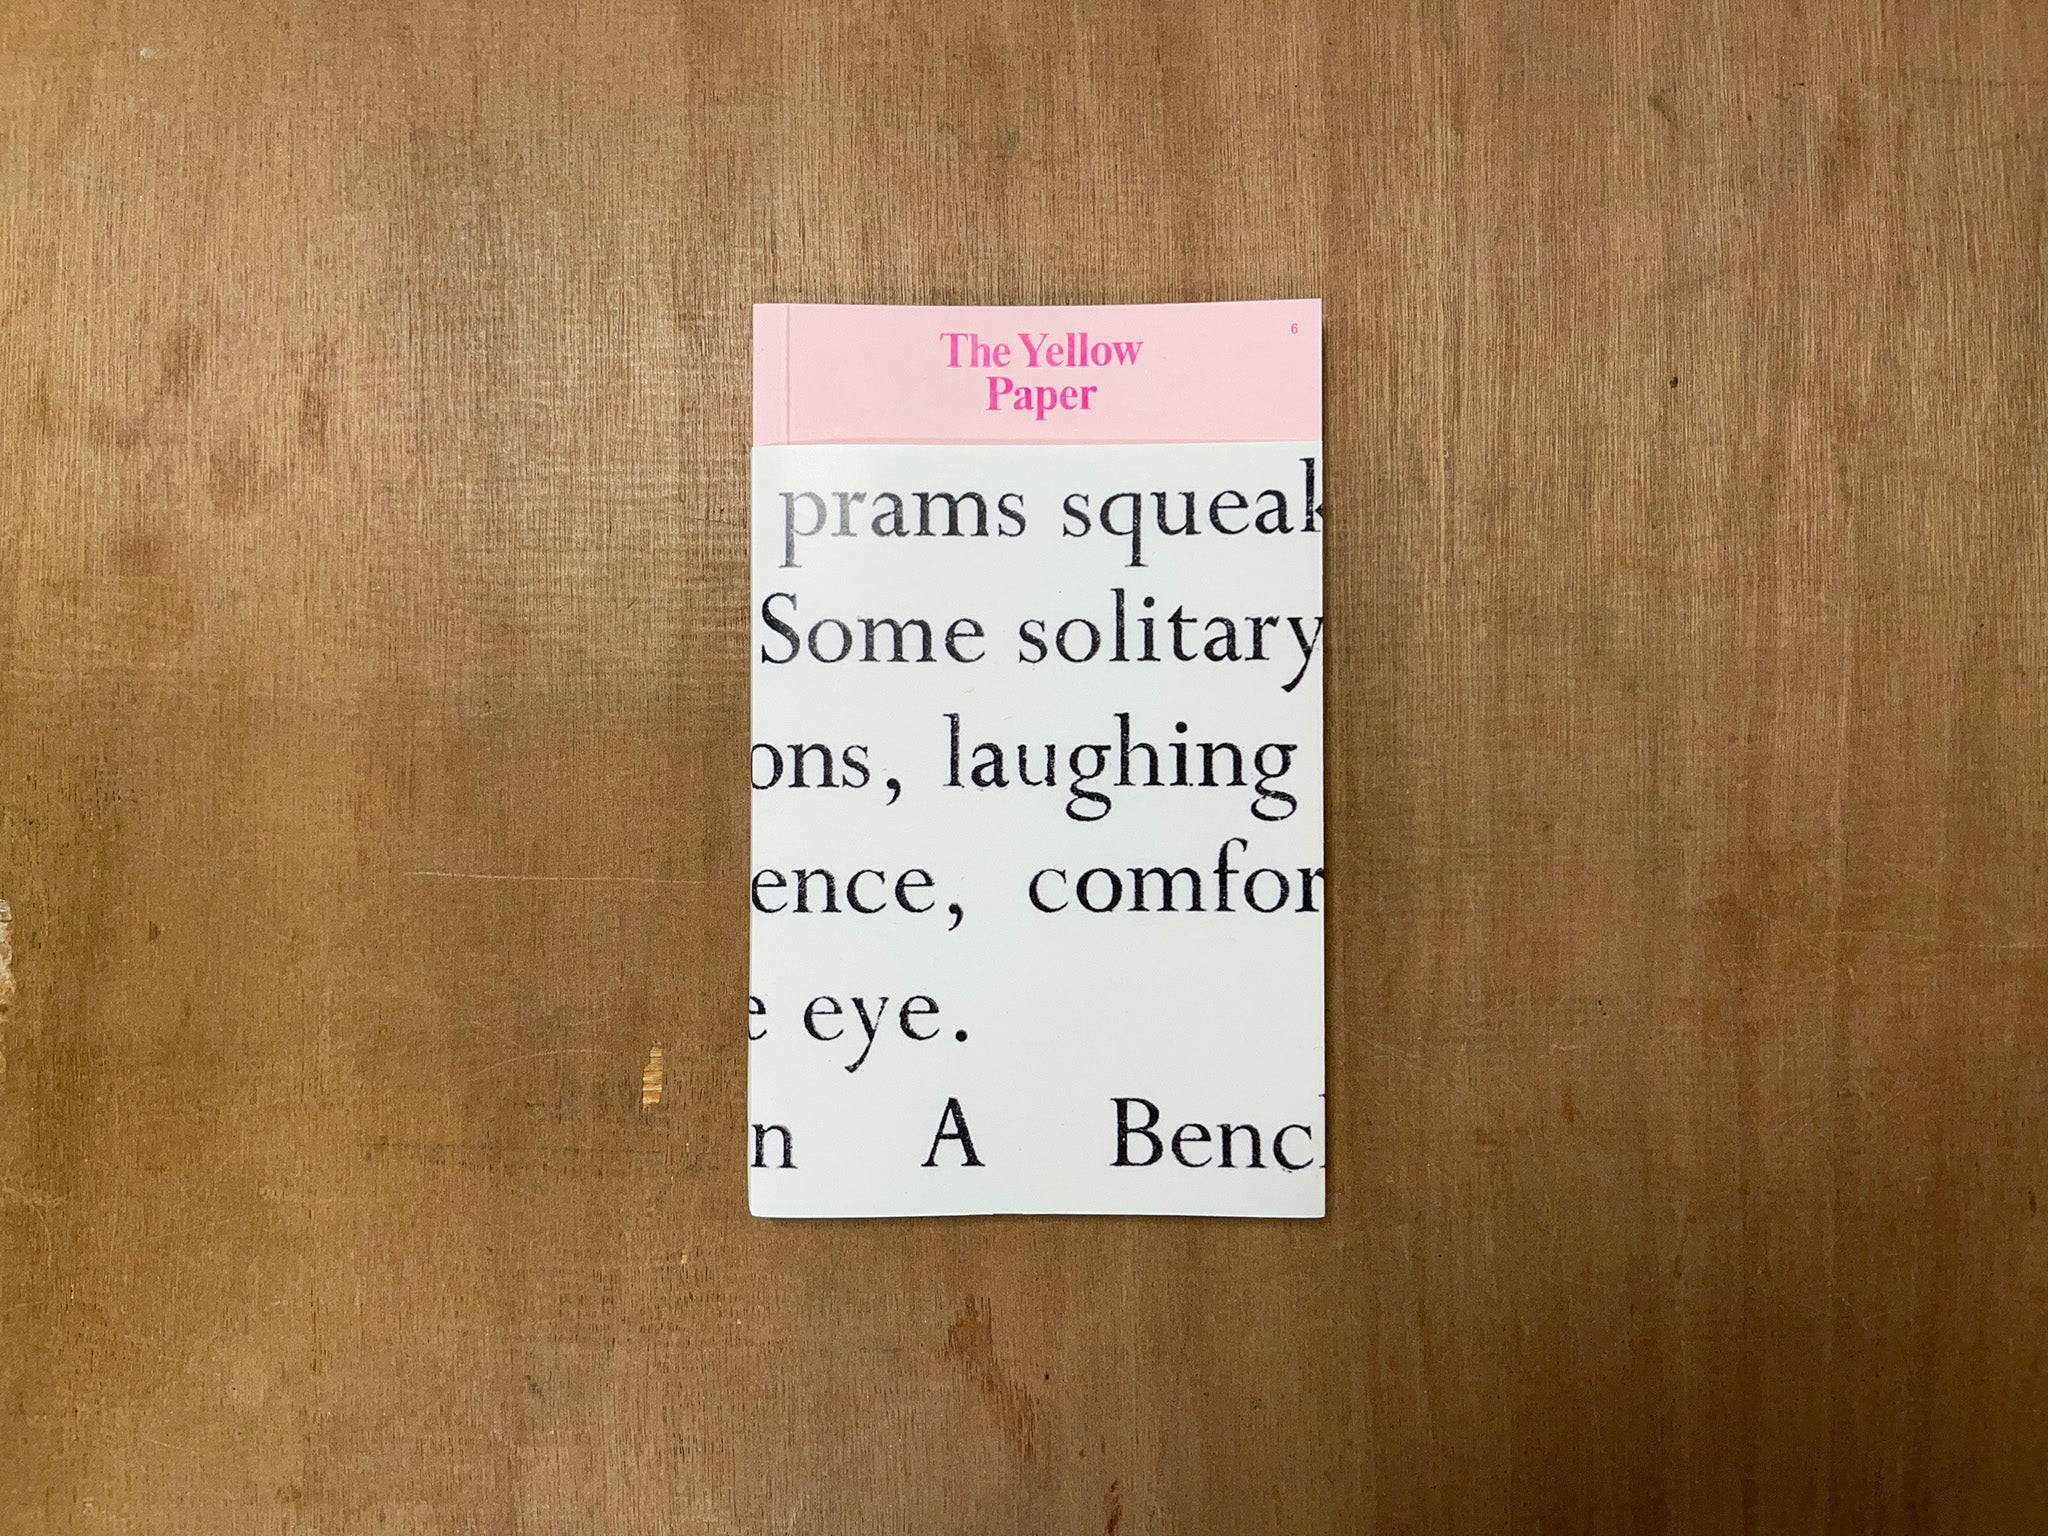 The Yellow
Paper
6
prams squeak
Some solitary
ons, laughing
ence, comfor
e eye.
n A Benc